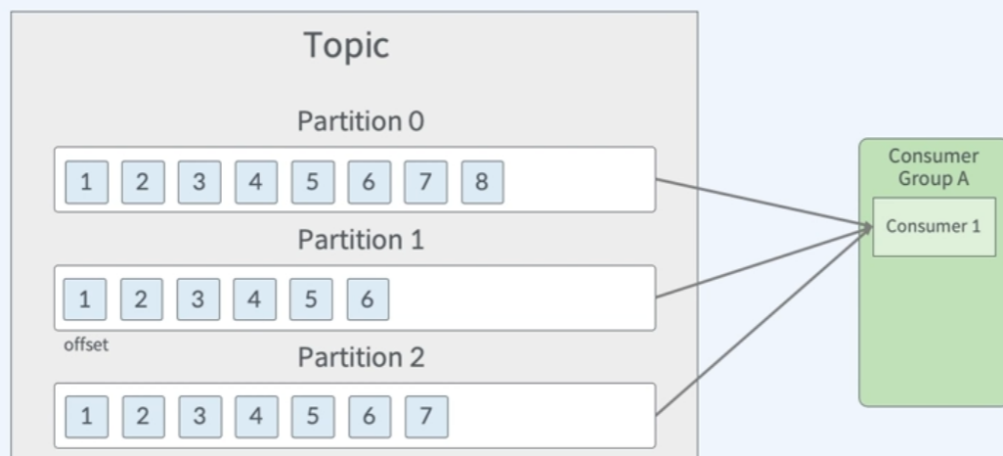 Topic
Partition 0
1 2 3 4 5 6 7 8
Partition 1
1 2 3 4 5 6
offset
Partition 2
1 2 3 4 5 6 7
Consumer
Group A
Consumer 1